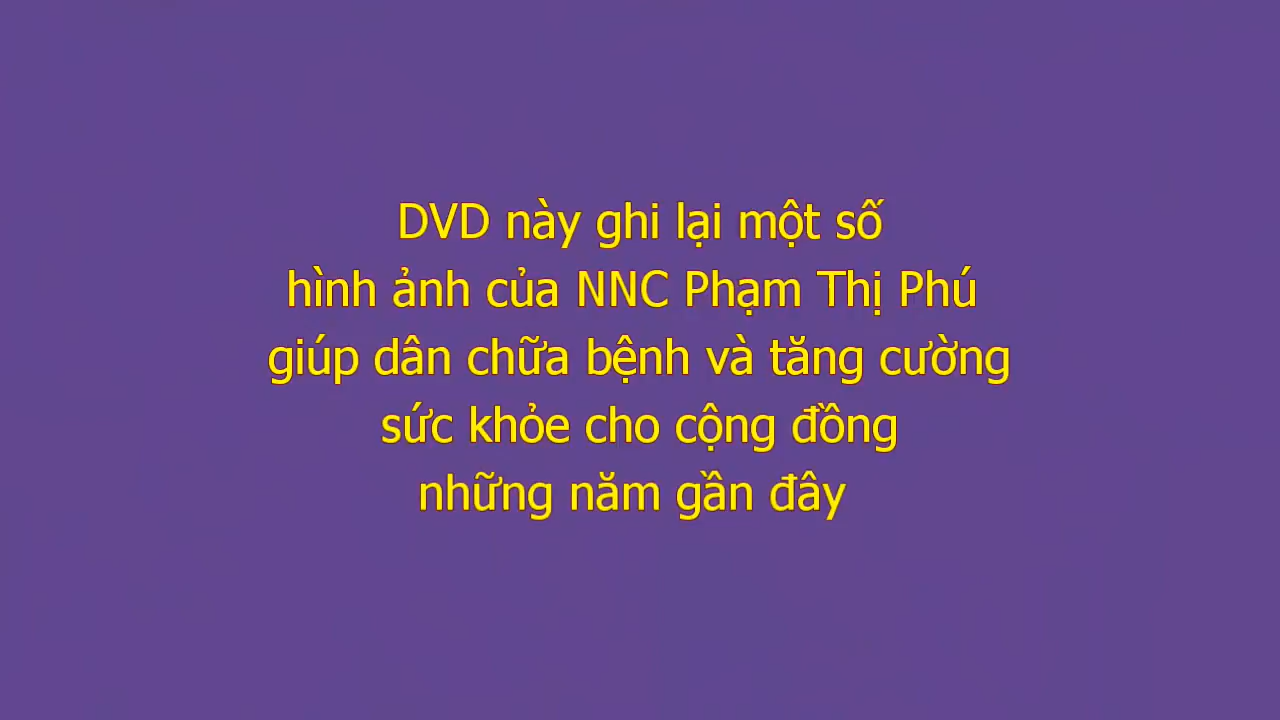 DVD này ghi lại một số
hình ảnh của NNC Phạm Thị Phú
giúp dân chữa bệnh và tăng cường
sức khỏe cho cộng đồng
những năm gần đây